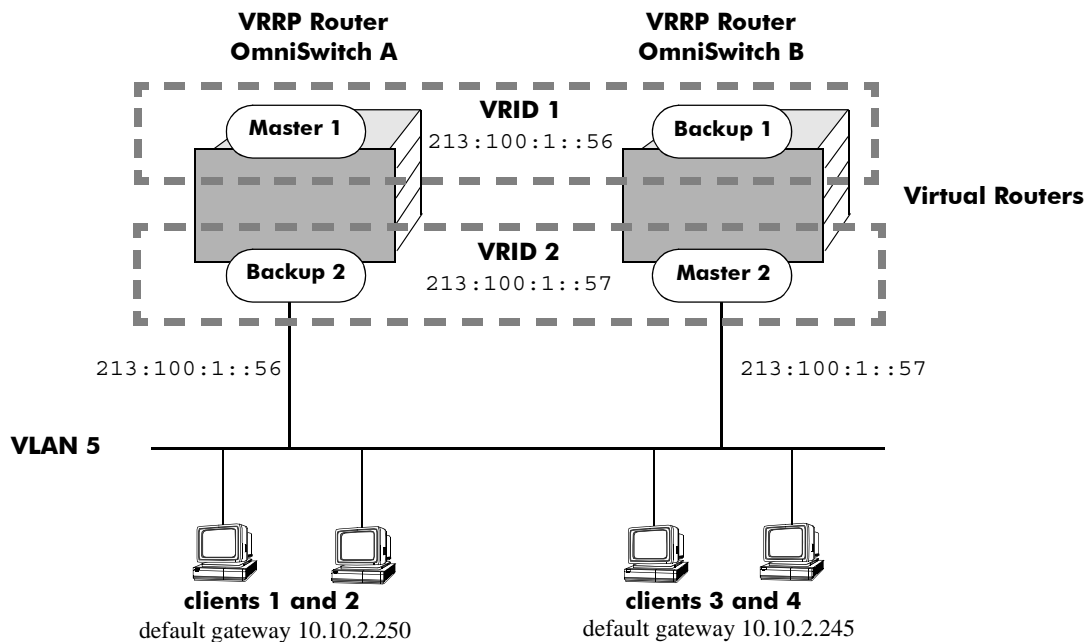 VRRP Router
OmniSwitch A
VRRP Router
OmniSwitch B
VRID 1
Master 1
213:100:1::56
Backup 1
Virtual Routers
VRID 2
Backup 2
213:100:1::57
Master 2
213:100:1::56
213:100:1::57
VLAN 5
clients 1 and 2
default gateway 10.10.2.250
clients 3 and 4
default gateway 10.10.2.245